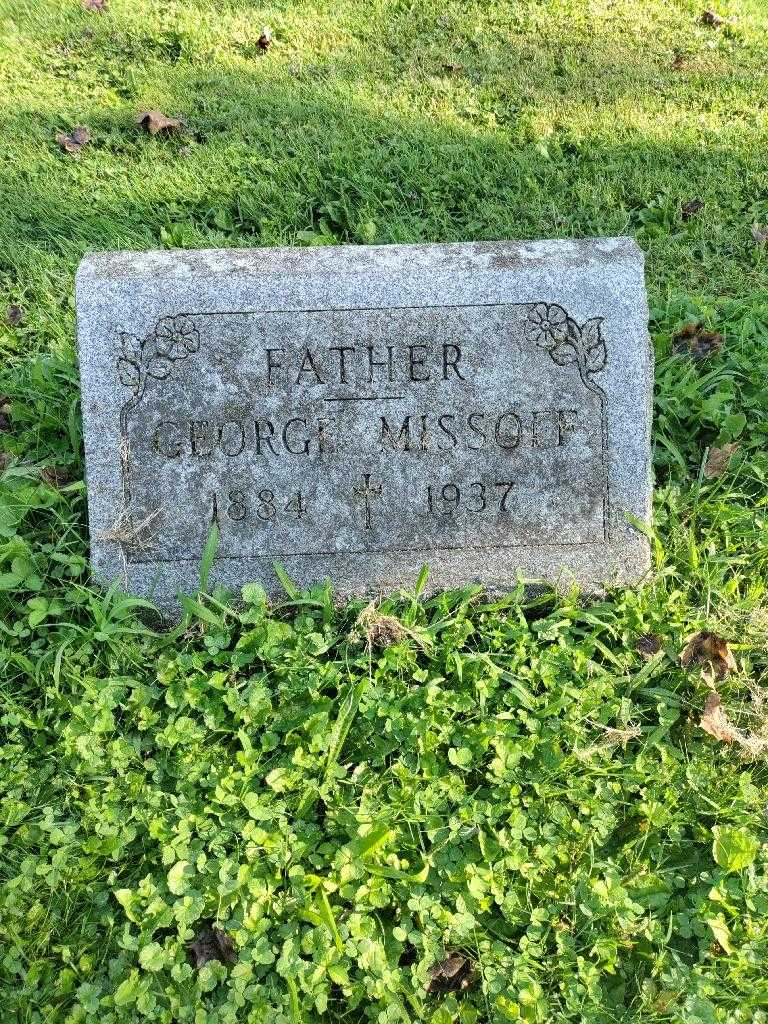 FATHER
GEORGE MISSOFF
1884 1937